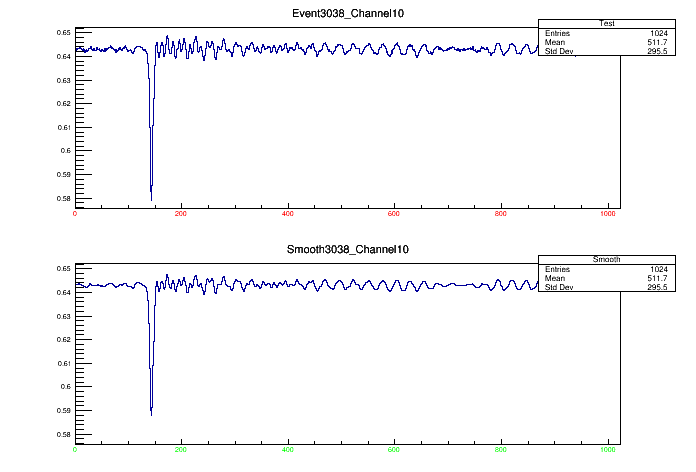 Event3038_Channel10
Test
Entries 1024
Mean 511.7
Std Dev 295.5
0.65
0.64
0.63
0.62
0.61
0.6
0.59
0.58
0 200 400 600 800 1000
Smooth3038_Channel10
Smooth
Entries 1024
Mean 511.7
Std Dev 295.5
0.65
0.64
0.63
0.62
0.61
0.6
0.59
0.58
0 200 400 600 800 1000